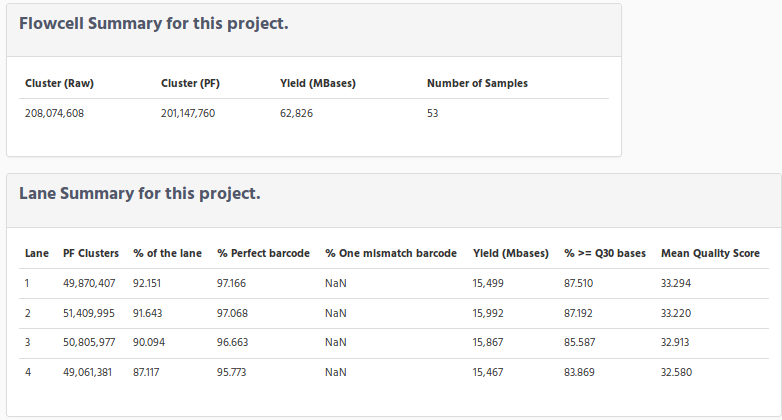 Flowcell Summary for this project.
Cluster (Raw) Cluster (PF) Yield (MBases) Number of Samples
208,074,608 201,147,760 62,826 53
Lane Summary for this project.
Lane PF Clusters % of the lane % Perfect barcode % One mismatch barcode Yield (Mbases) % >= Q30 bases Mean Quality Score
1 49,870,407 92.151 97.166 NaN 15,499 87.510 33.294
2 51,409,995 91.643 97.068 NaN 15,992 87.192 33.220
3 50,805,977 90.094 96.663 NaN 15,867 85.587 32.913
4 49,061,381 87.117 95.773 NaN 15,467 83.869 32.580